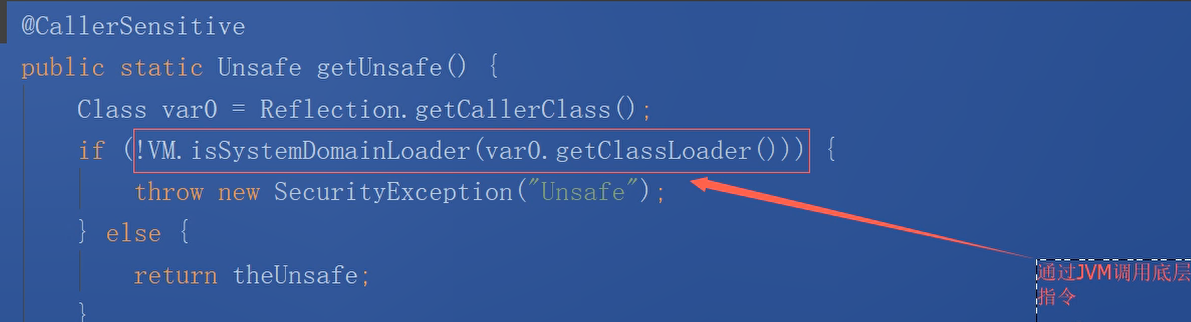 @CallerSensitive
public static Unsafe getUnsafe() {
Class var0 = Reflection.getCallerClass();
if (!VM.isSystemDomainLoader(var0.getClassLoader())) {
throw new SecurityException("Unsafe");
} else {
return theUnsafe;
}
通过JVM调用底层
指令